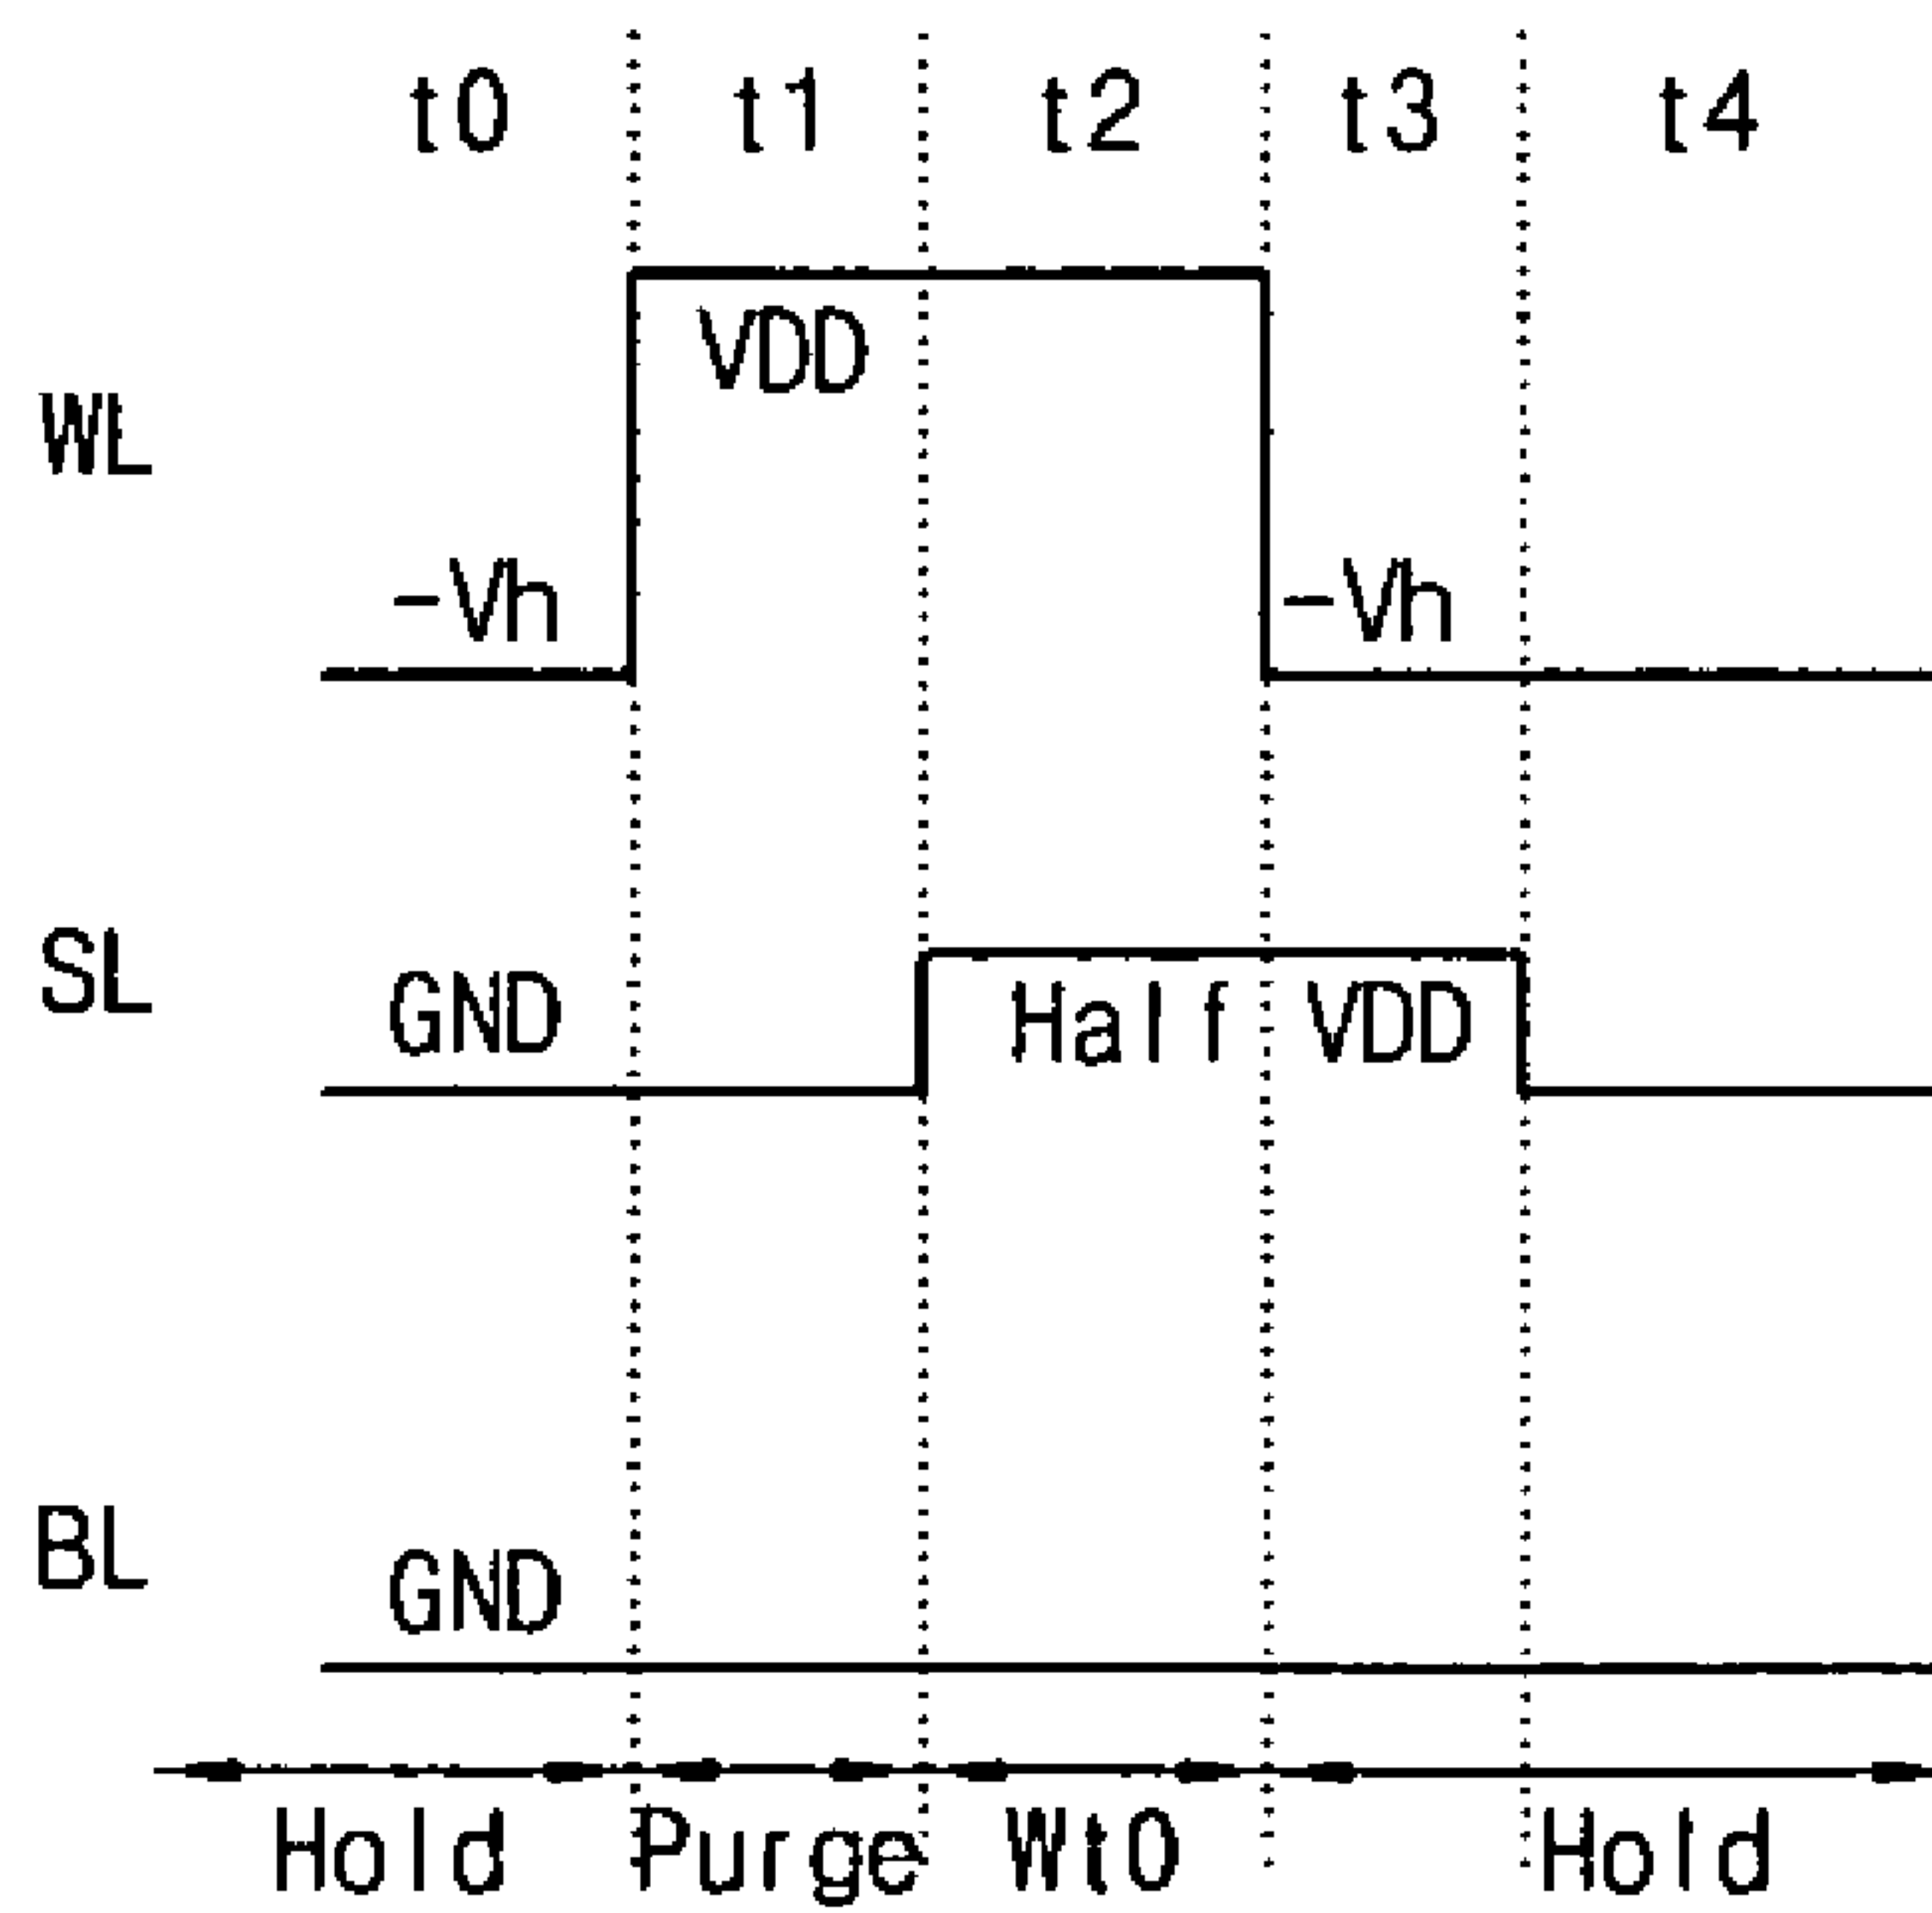 t0 t1 t2 t3 t4
VDD
WL
-Vh -Vh
SL GND Half VDD
BL GND
Hold Purge Wt0 Hold